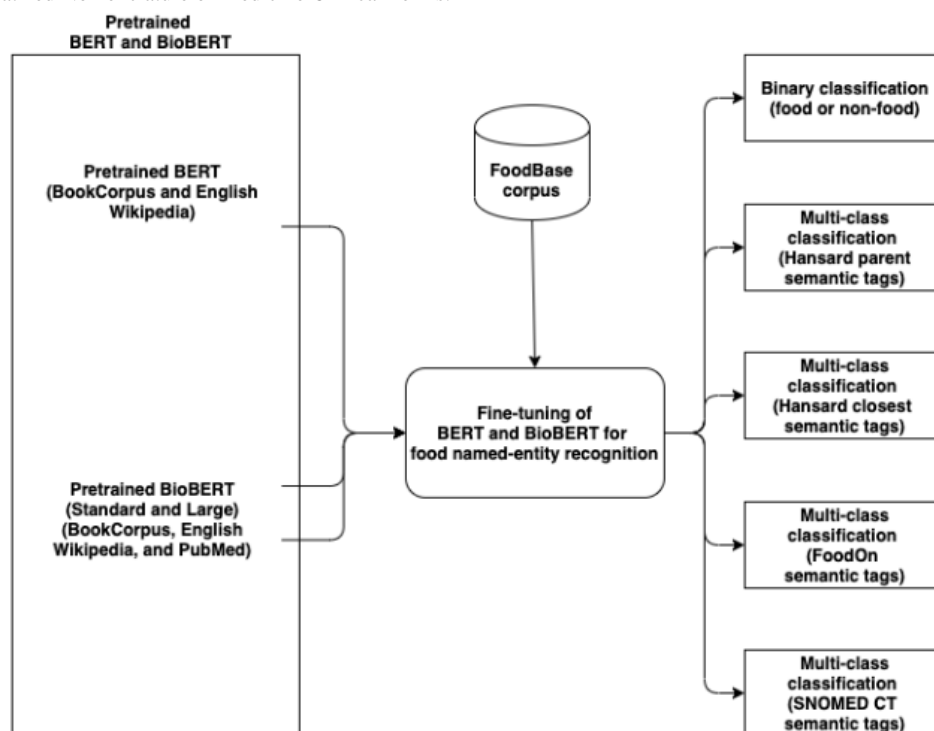 Pretrained
BERT and BioBERT
Pretrained BERT
(BookCorpus and English
Wikipedia)
Pretrained BioBERT
(Standard and Large)
(BookCorpus, English
Wikipedia, and PubMed)
FoodBase
corpus
Fine-tuning of
BERT and BioBERT for
food named-entity recognition
Binary classification
(food or non-food)
Multi-class
classification
(Hansard parent
semantic tags)
Multi-class
classification
(Hansard closest
semantic tags)
Multi-class
classification
(FoodOn
semantic tags)
Multi-class
classification
(SNOMED CT
semantic tags)